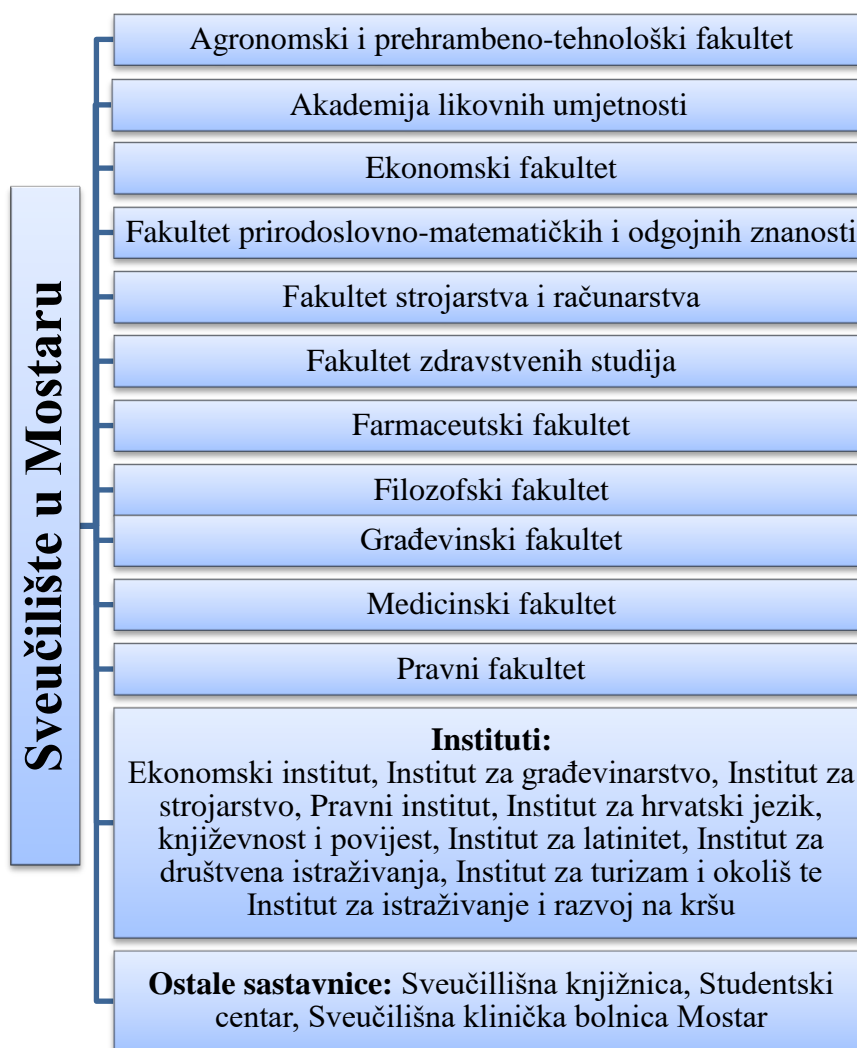 Sveučilište u Mostaru
Agronomski i prehrambeno-tehnološki fakultet
Akademija likovnih umjetnosti
Ekonomski fakultet
Fakultet prirodoslovno-matematičkih i odgojnih znanosti
Fakultet strojarstva i računarstva
Fakultet zdravstvenih studija
Farmaceutski fakultet
Filozofski fakultet
Građevinski fakultet
Medicinski fakultet
Pravni fakultet
Instituti:
Ekonomski institut, Institut za građevinarstvo, Institut za
strojarstvo, Pravni institut, Institut za hrvatski jezik,
književnost i povijest, Institut za latinitet, Institut za
društvena istraživanja, Institut za turizam i okoliš te
Institut za istraživanje i razvoj na kršu
Ostale sastavnice: Sveučillišna knjižnica, Studentski
centar, Sveučilišna klinička bolnica Mostar